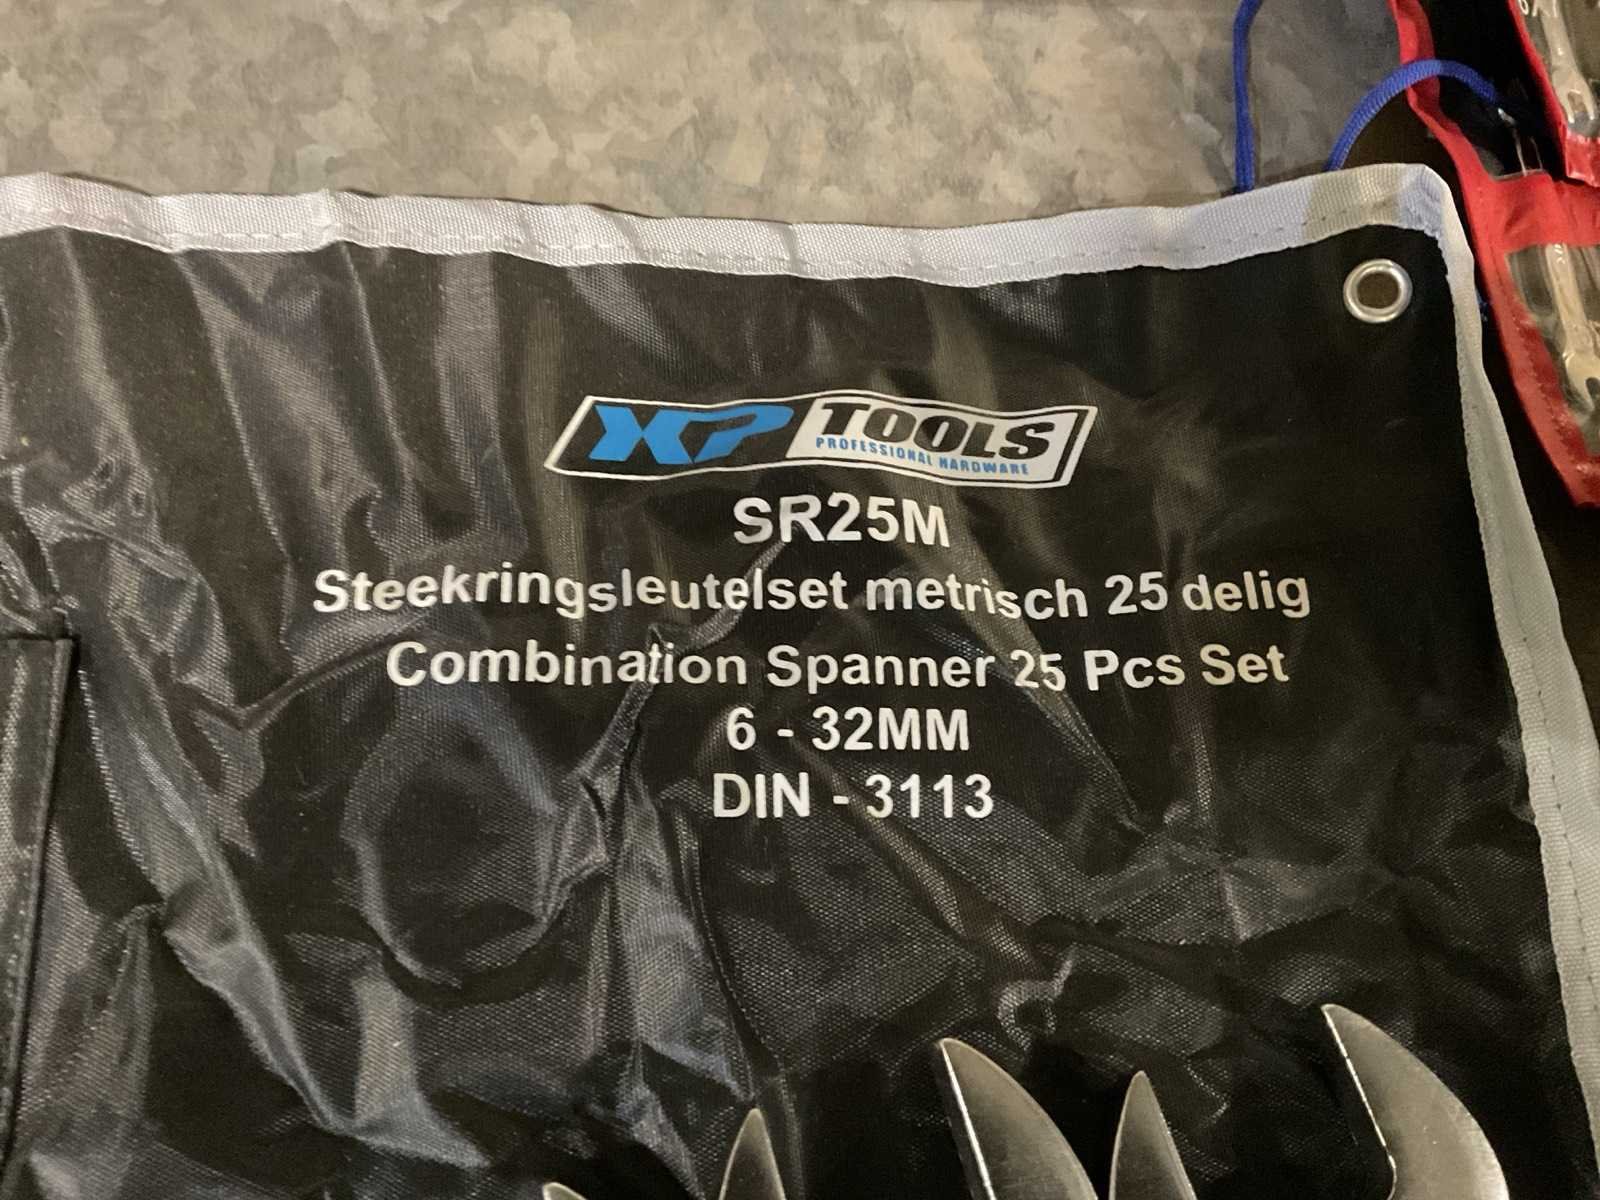 XP TOOLS
PROFESSIONAL HARDWARE
SR25M
Steekringsleutelset metrisch 25 delig
Combination Spanner 25 Pcs Set
6 - 32MM
DIN - 3113